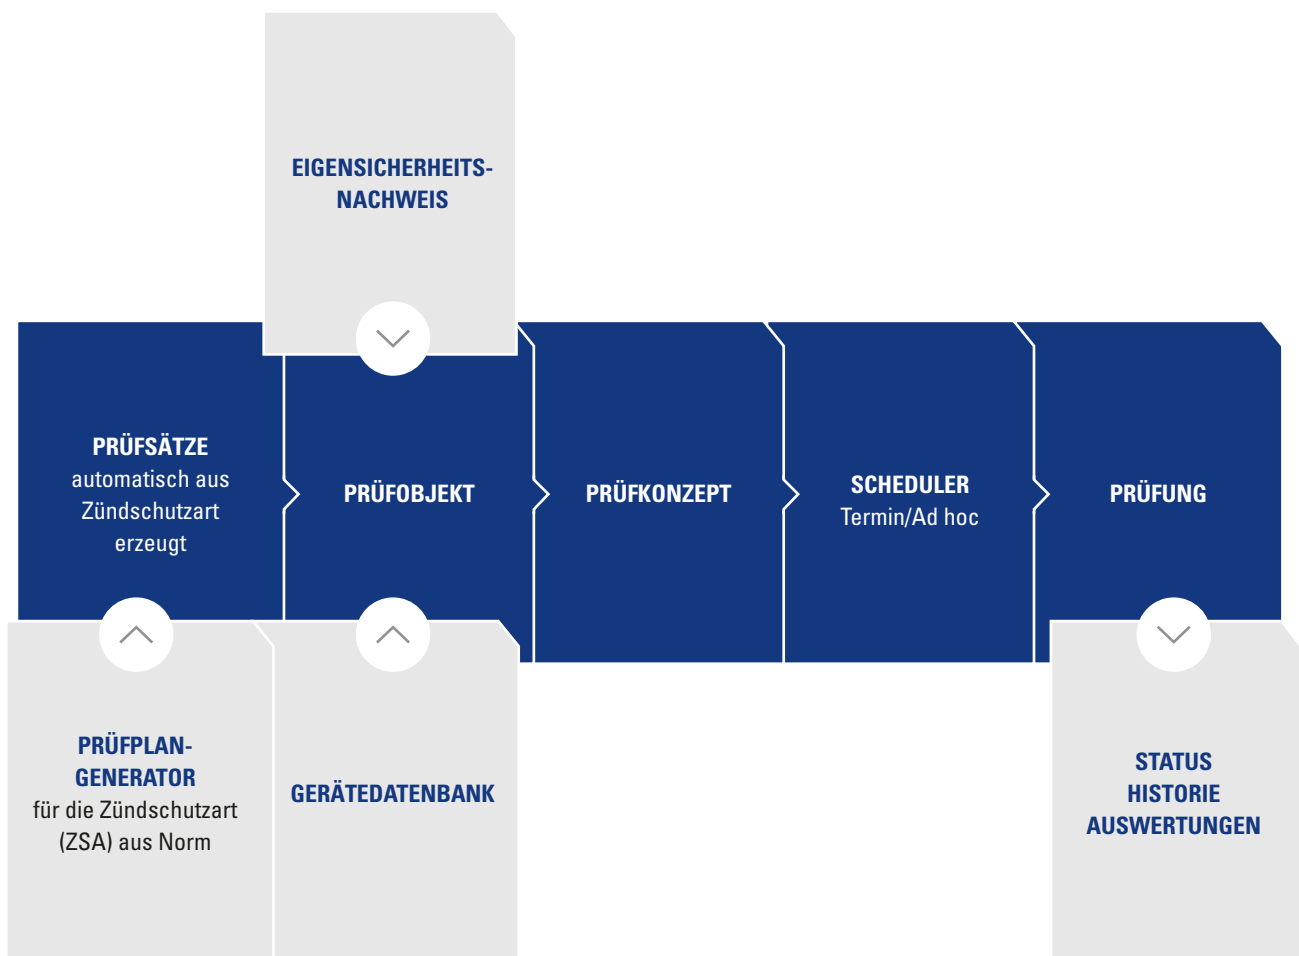 EIGENSICHERHEITS-
NACHWEIS
PRÜFSÄTZE
automatisch aus
Zündschutzart
erzeugt
PRÜFOBJEKT
PRÜFKONZEPT
SCHEDULER
Termin/Ad hoc
PRÜFUNG
PRÜFPLAN-
GENERATOR
für die Zündschutzart
(ZSA) aus Norm
GERÄTEDATENBANK
STATUS
HISTORIE
AUSWERTUNGEN